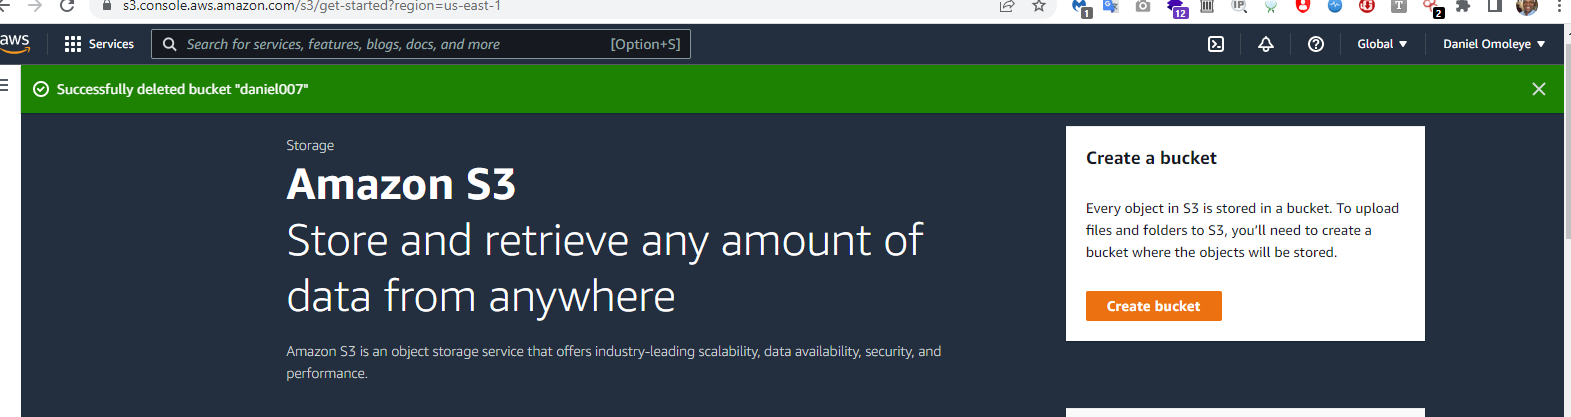 s3.console.aws.amazon.com/s3/get-started?region=us-east-1
1
12
IP
T
2
aws
Services
Search for services, features, blogs, docs, and more
[Option+S]
Global
Daniel Omoleye
Successfully deleted bucket "daniel007"
Storage
Amazon S3
Store and retrieve any amount of
data from anywhere
Amazon S3 is an object storage service that offers industry-leading scalability, data availability, security, and
performance.
Create a bucket
Every object in S3 is stored in a bucket. To upload
files and folders to S3, you'll need to create a
bucket where the objects will be stored.
Create bucket